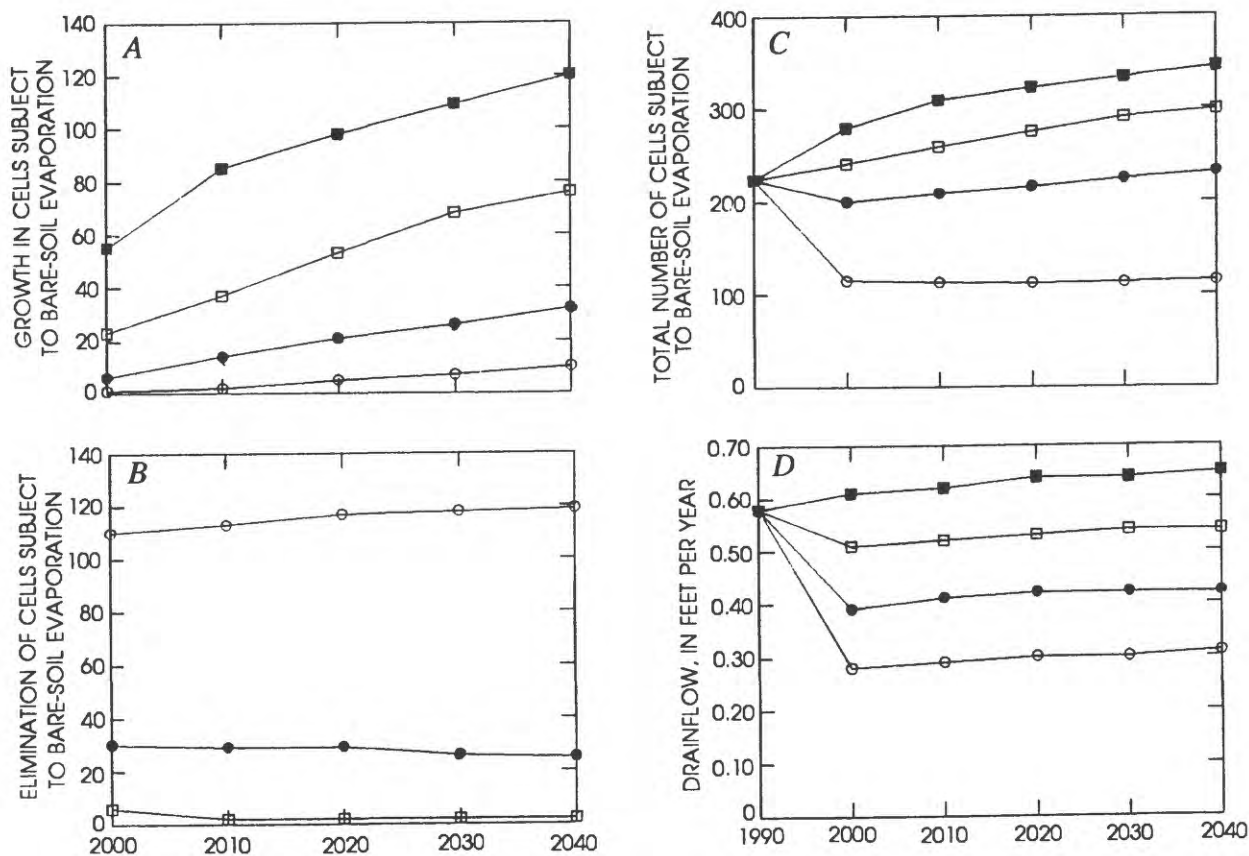 A
GROWTH IN CELLS SUBJECT
TO BARE-SOIL EVAPORATION
140
120
100
80
60
40
20
0
C
TOTAL NUMBER OF CELLS SUBJECT
TO BARE-SOIL EVAPORATION
400
300
200
100
0
B
ELIMINATION OF CELLS SUBJECT
TO BARE-SOIL EVAPORATION
140
120
100
80
60
40
20
0
2000 2010 2020 2030 2040
D
DRAINFLOW, IN FEET PER YEAR
0.70
0.60
0.50
0.40
0.30
0.20
0.10
0
1990 2000 2010 2020 2030 2040